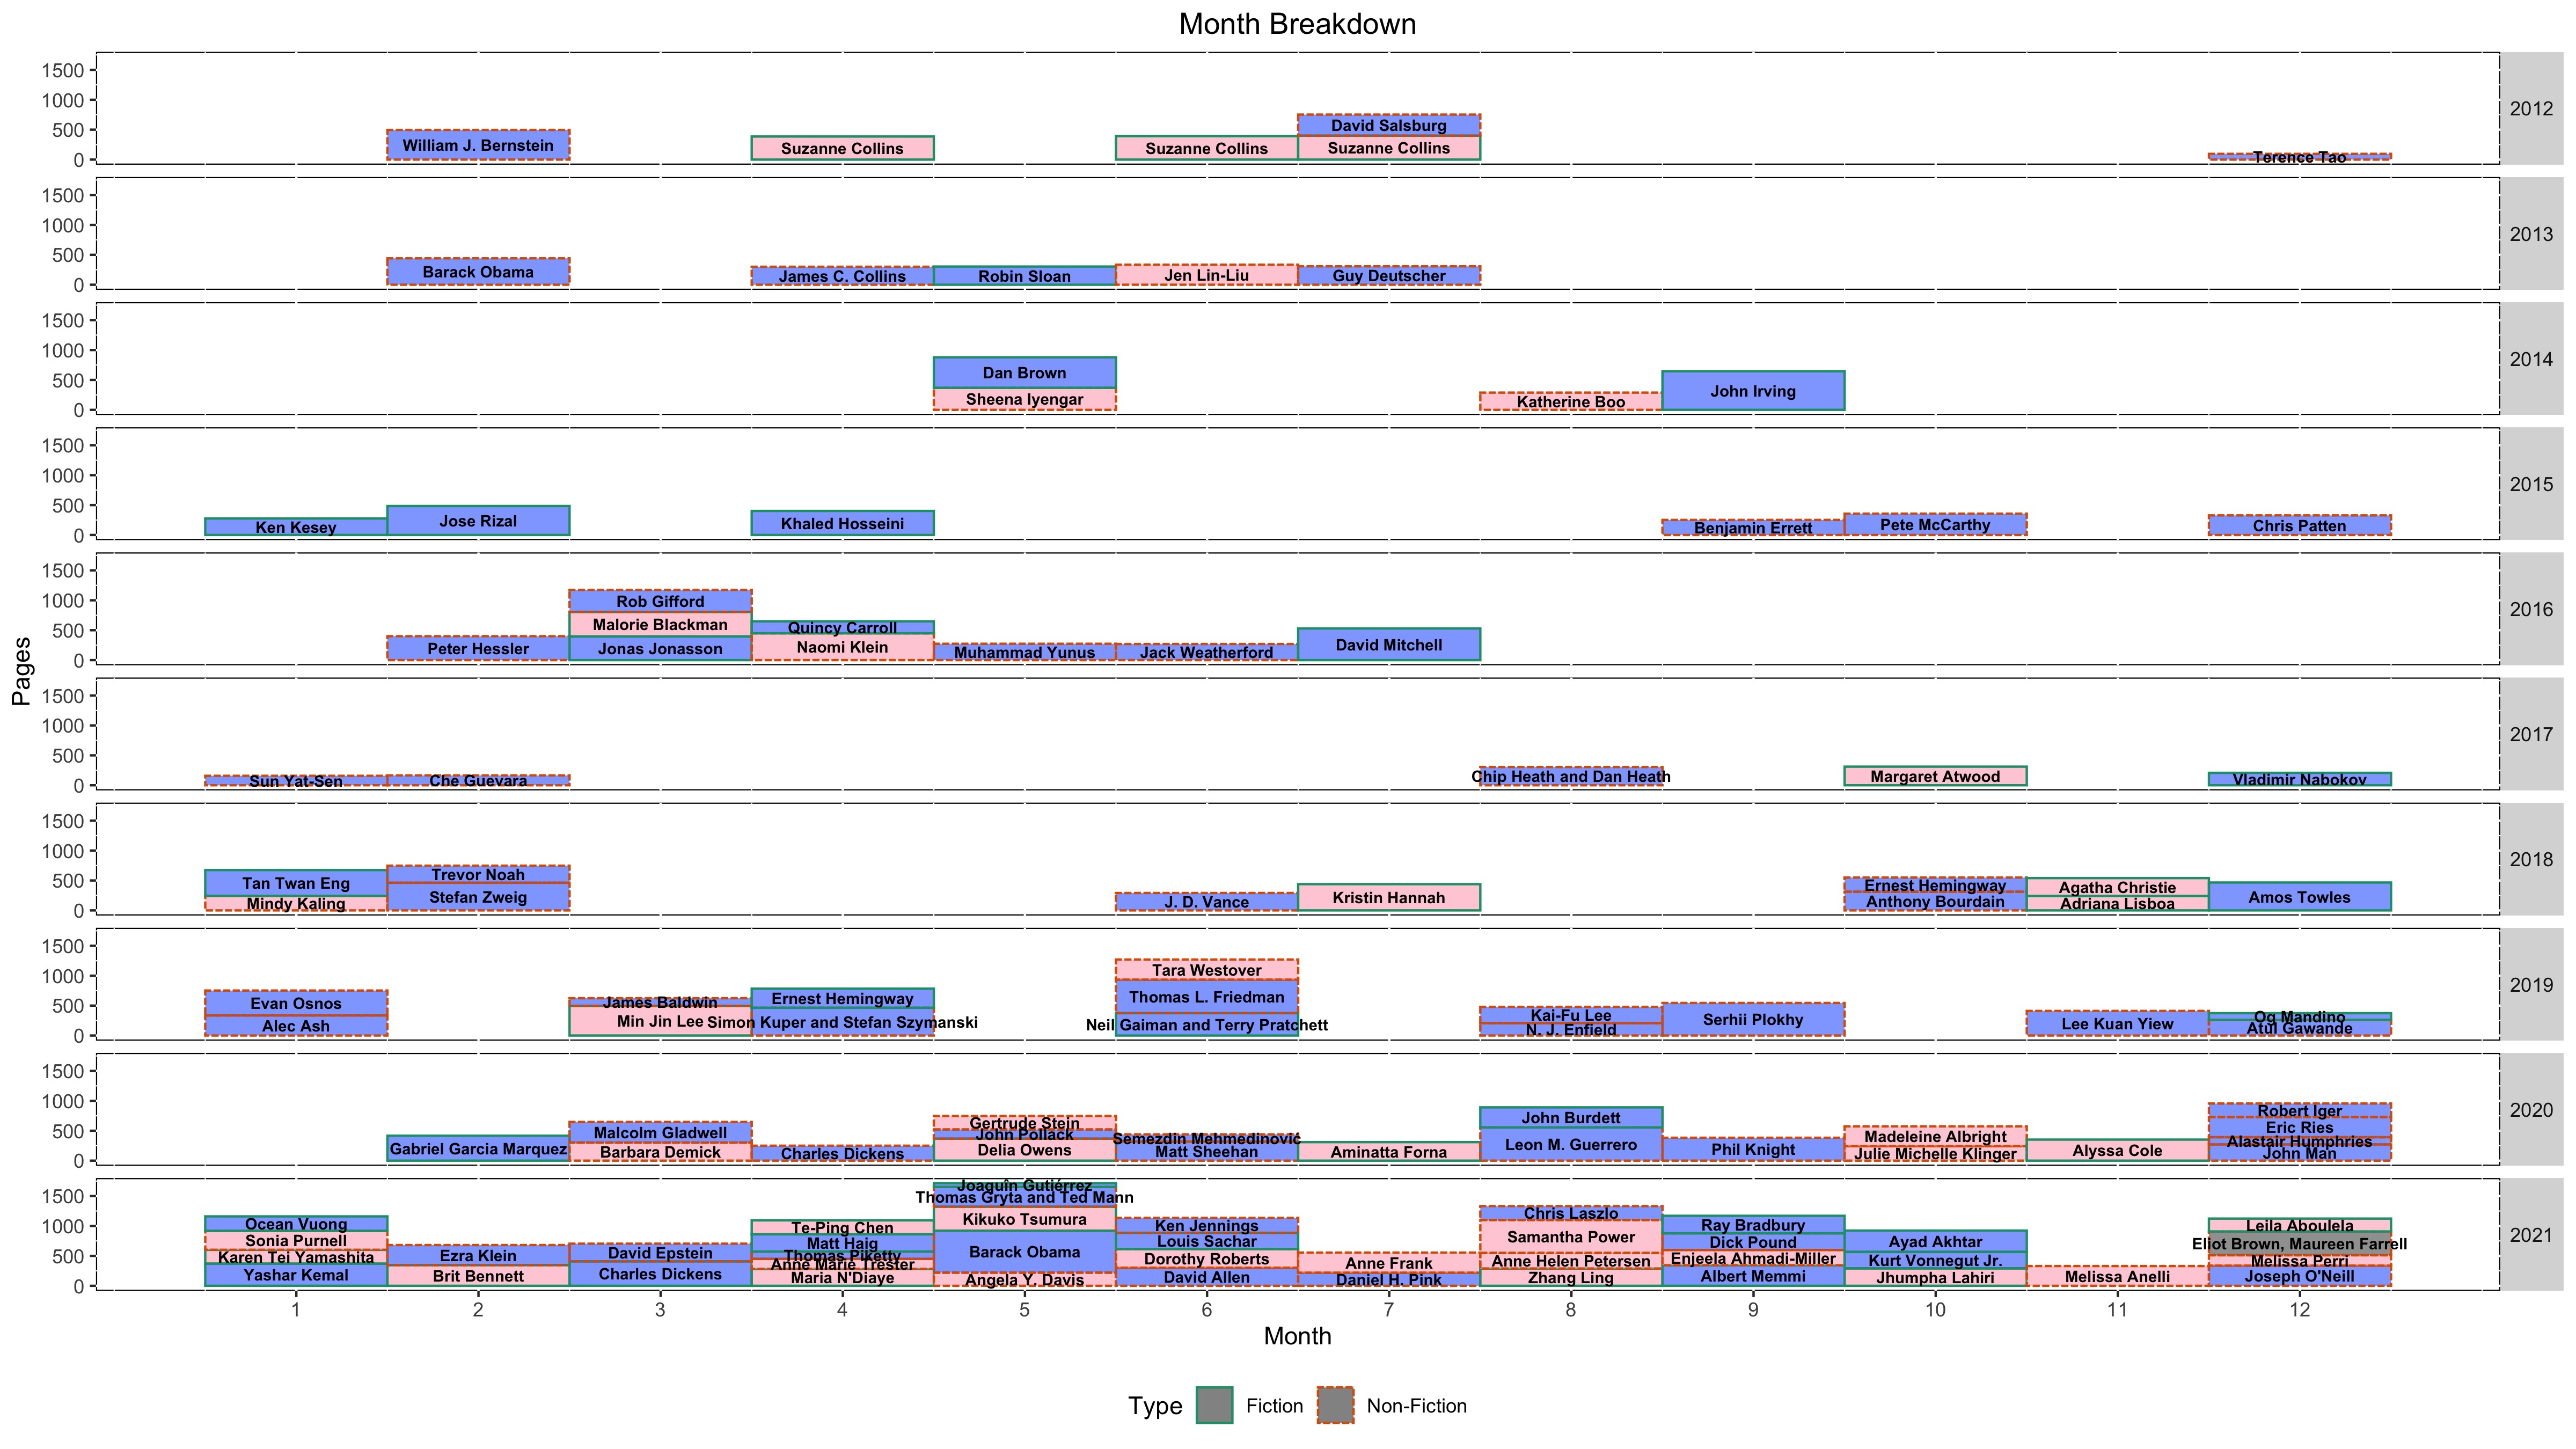 Month Breakdown
Pages
1500
1000
500
0
David Salsburg
William J. Bernstein
Suzanne Collins
Suzanne Collins
Suzanne Collins
Terence Tao
2012
1500
1000
500
0
Barack Obama
James C. Collins
Robin Sloan
Jen Lin-Liu
Guy Deutscher
2013
1500
1000
500
0
Dan Brown
Sheena Iyengar
Katherine Boo
John Irving
2014
1500
1000
500
0
Ken Kesey
Jose Rizal
Khaled Hosseini
Benjamin Errett
Pete McCarthy
Chris Patten
2015
1500
1000
500
0
Peter Hessler
Rob Gifford
Malorie Blackman
Jonas Jonasson
Quincy Carroll
Naomi Klein
Muhammad Yunus
Jack Weatherford
David Mitchell
2016
1500
1000
500
0
Sun Yat-Sen
Che Guevara
Chip Heath and Dan Heath
Margaret Atwood
Vladimir Nabokov
2017
1500
1000
500
0
Tan Twan Eng
Mindy Kaling
Trevor Noah
Stefan Zweig
J. D. Vance
Kristin Hannah
Ernest Hemingway
Anthony Bourdain
Agatha Christie
Adriana Lisboa
Amos Towles
2018
1500
1000
500
0
Evan Osnos
Alec Ash
James Baldwin
Min Jin Lee
Ernest Hemingway
Simon Kuper and Stefan Szymanski
Tara Westover
Thomas L. Friedman
Neil Gaiman and Terry Pratchett
Kai-Fu Lee
N. J. Enfield
Serhii Plokhy
Lee Kuan Yiew
Og Mandino
Atul Gawande
2019
1500
1000
500
0
Gabriel Garcia Marquez
Malcolm Gladwell
Barbara Demick
Charles Dickens
Gertrude Stein
John Pollack
Delia Owens
Semezdin Mehmedinović
Matt Sheehan
Aminatta Forna
John Burdett
Leon M. Guerrero
Phil Knight
Madeleine Albright
Julie Michelle Klinger
Alyssa Cole
Robert Iger
Eric Ries
Alastair Humphries
John Man
2020
1500
1000
500
0
Ocean Vuong
Sonia Purnell
Karen Tei Yamashita
Yashar Kemal
Ezra Klein
Brit Bennett
David Epstein
Charles Dickens
Te-Ping Chen
Matt Haig
Thomas Piketty
Anne Marie Trester
Maria N'Diaye
Joaquîn Gutiérrez
Thomas Gryta and Ted Mann
Kikuko Tsumura
Barack Obama
Angela Y. Davis
Ken Jennings
Louis Sachar
Dorothy Roberts
David Allen
Anne Frank
Daniel H. Pink
Chris Laszlo
Samantha Power
Anne Helen Petersen
Zhang Ling
Ray Bradbury
Dick Pound
Enjeela Ahmadi-Miller
Albert Memmi
Ayad Akhtar
Kurt Vonnegut Jr.
Jhumpha Lahiri
Melissa Anelli
Leila Aboulela
Eliot Brown, Maureen Farrell
Melissa Perri
Joseph O'Neill
2021
1 2 3 4 5 6 7 8 9 10 11 12
Month
Type Fiction Non-Fiction